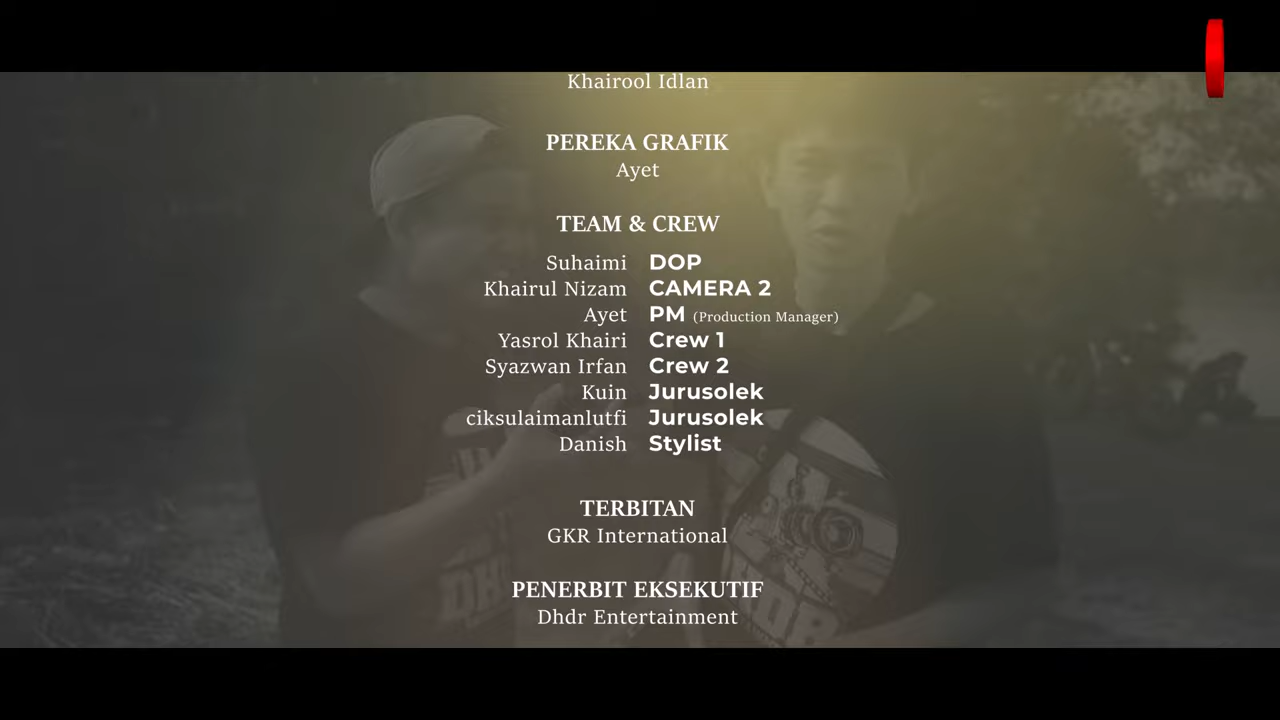 Khairool Idlan
PEREKA GRAFIK
Ayet
TEAM & CREW
Suhaimi DOP
Khairul Nizam CAMERA 2
Ayet PM (Production Manager)
Yasrol Khairi Crew 1
Syazwan Irfan Crew 2
Kuin Jurusolek
ciksulaimanlutfi Jurusolek
Danish Stylist
TERBITAN
GKR International
PENERBIT EKSEKUTIF
Dhdr Entertainment